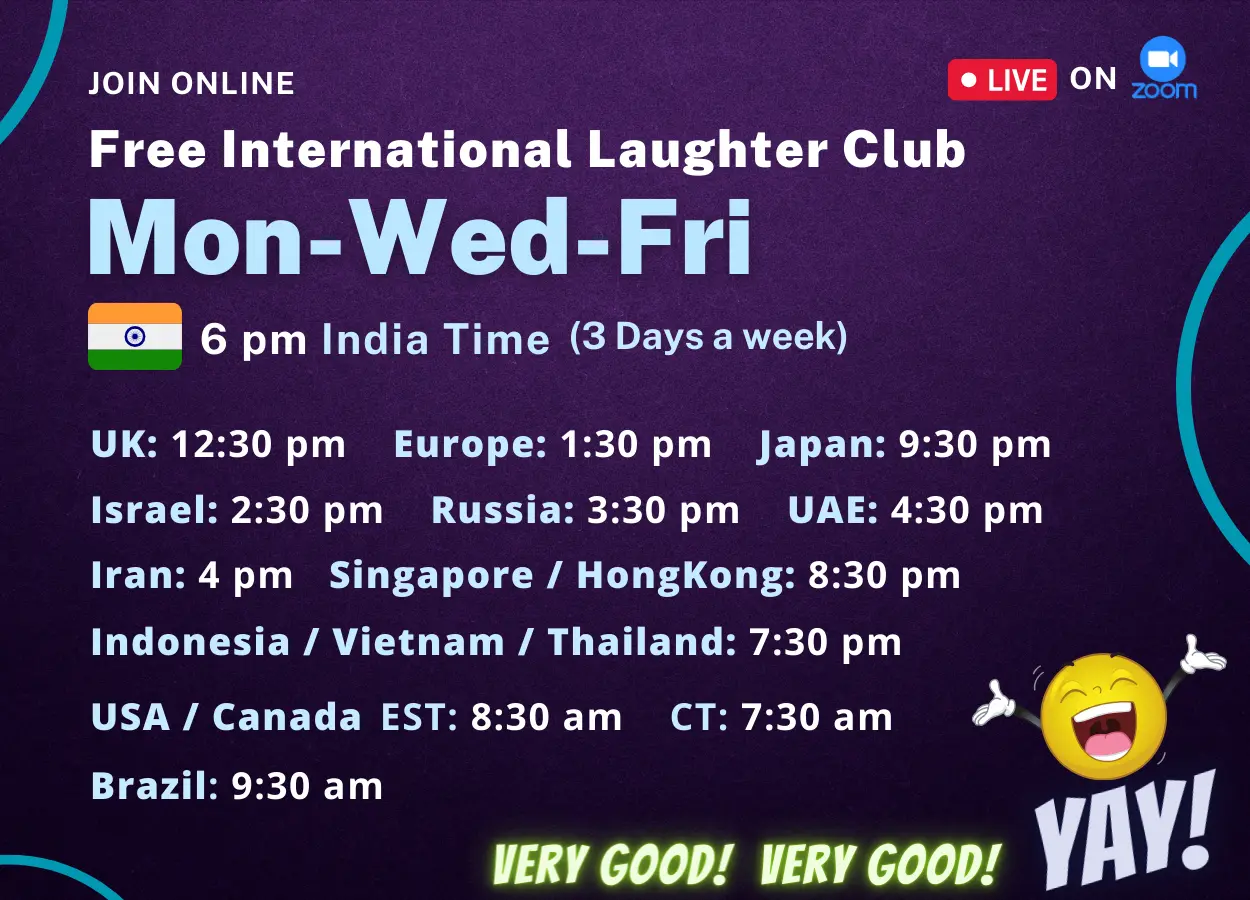 JOIN ONLINE
LIVE ON zoom
Free International Laughter Club
Mon-Wed-Fri
6 pm India Time (3 Days a week)
UK: 12:30 pm Europe: 1:30 pm Japan: 9:30 pm
Israel: 2:30 pm Russia: 3:30 pm UAE: 4:30 pm
Iran: 4 pm Singapore / HongKong: 8:30 pm
Indonesia / Vietnam / Thailand: 7:30 pm
USA / Canada EST: 8:30 am CT: 7:30 am
Brazil: 9:30 am
VERY GOOD! VERY GOOD!
YAY!